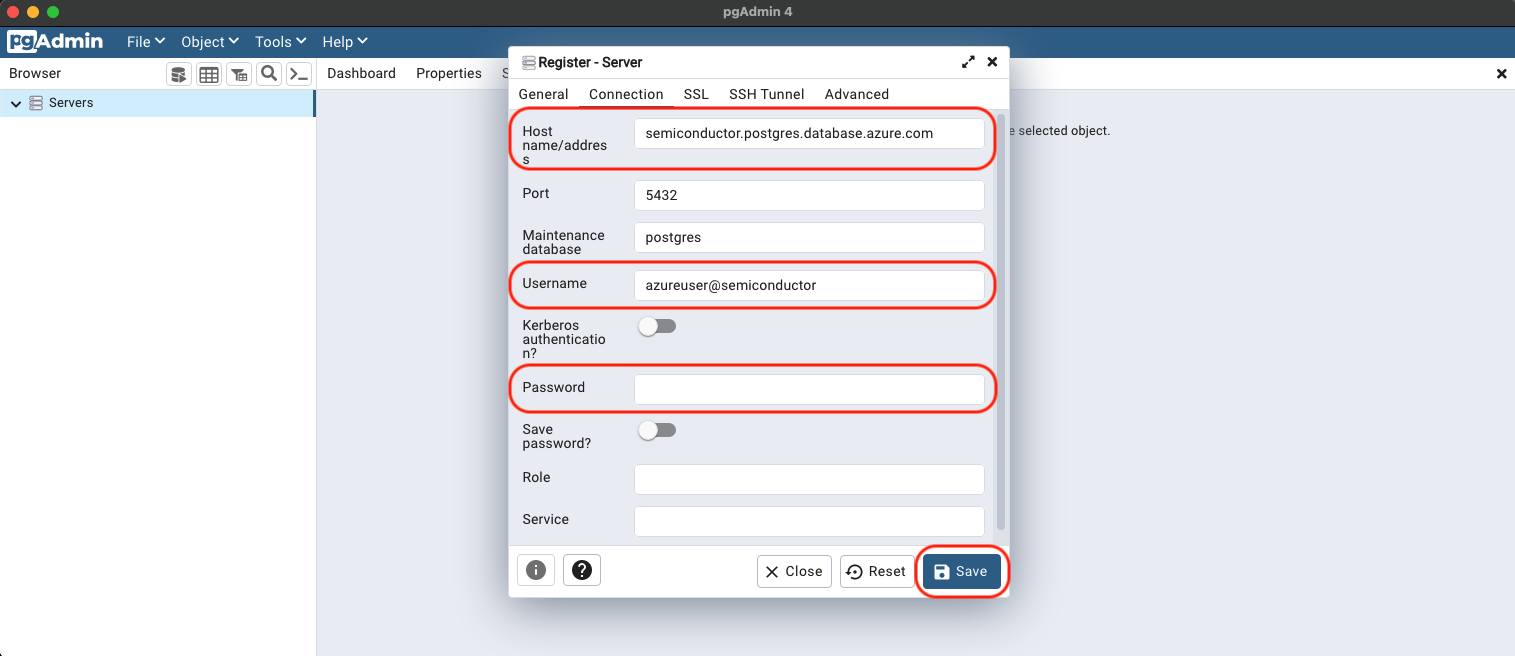 pgAdmin 4
pgAdmin File Object Tools Help
Browser
Dashboard Properties S
Servers
e selected object.
Register - Server
General Connection SSL SSH Tunnel Advanced
Host
name/addres
s
semiconductor.postgres.database.azure.com
Port
5432
Maintenance
database
postgres
Username
azureuser@semiconductor
Kerberos
authenticatio
n?
Password
Save
password?
Role
Service
Close Reset Save